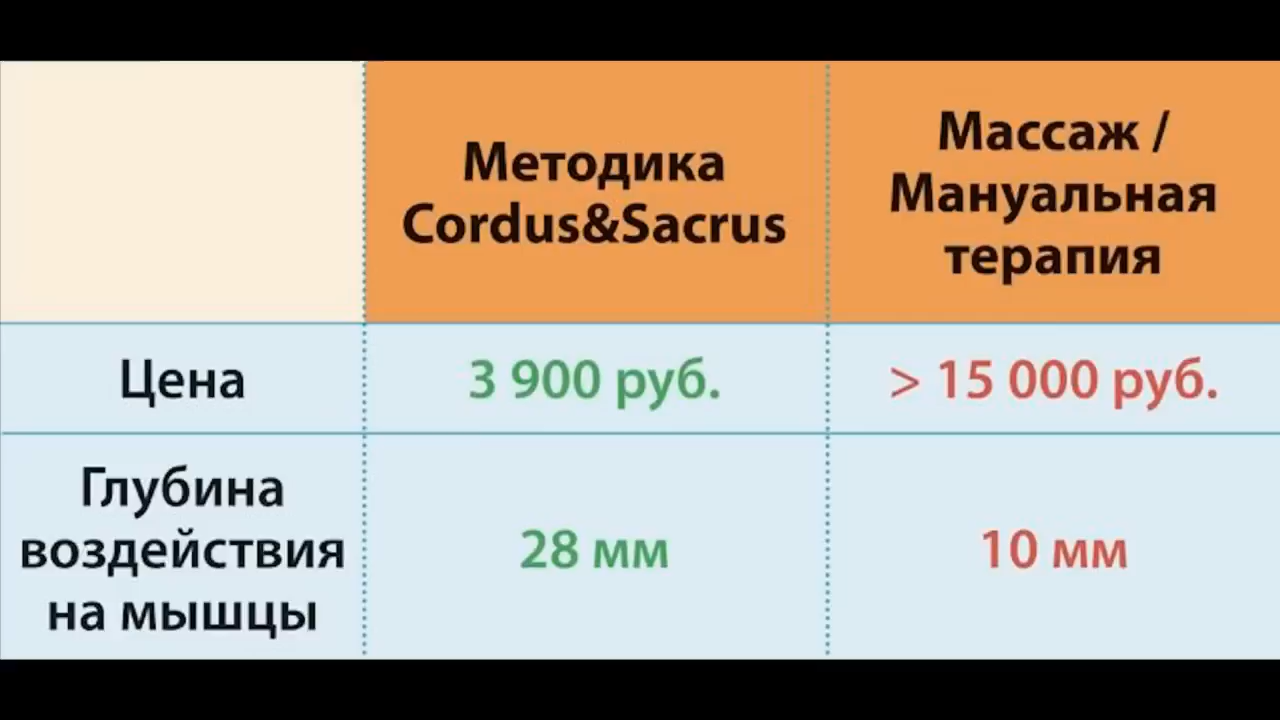 Методика
Cordus&Sacrus
Массаж /
Мануальная
терапия
Цена
3 900 руб.
> 15 000 руб.
Глубина
воздействия
на мышцы
28 мм
10 мм